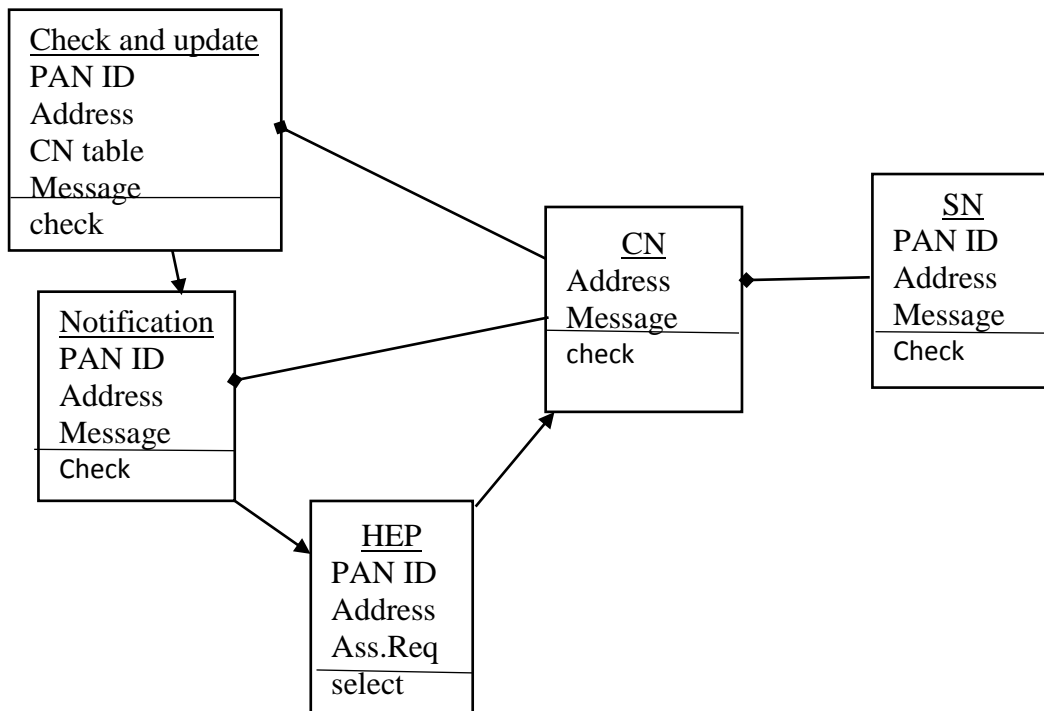 Check and update
PAN ID
Address
CN table
Message
check
Notification
PAN ID
Address
Message
Check
HEP
PAN ID
Address
Ass.Req
select
CN
Address
Message
check
SN
PAN ID
Address
Message
Check